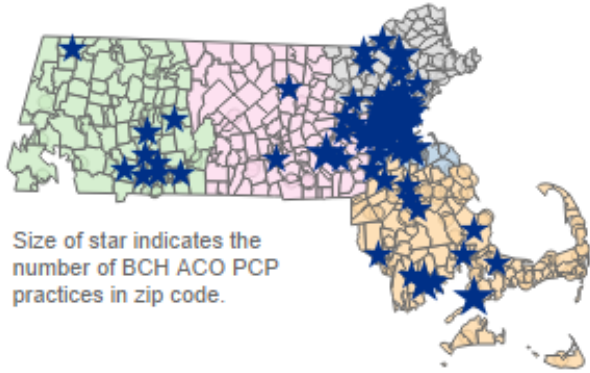 Size of star indicates the
number of BCH ACO PCP
practices in zip code.